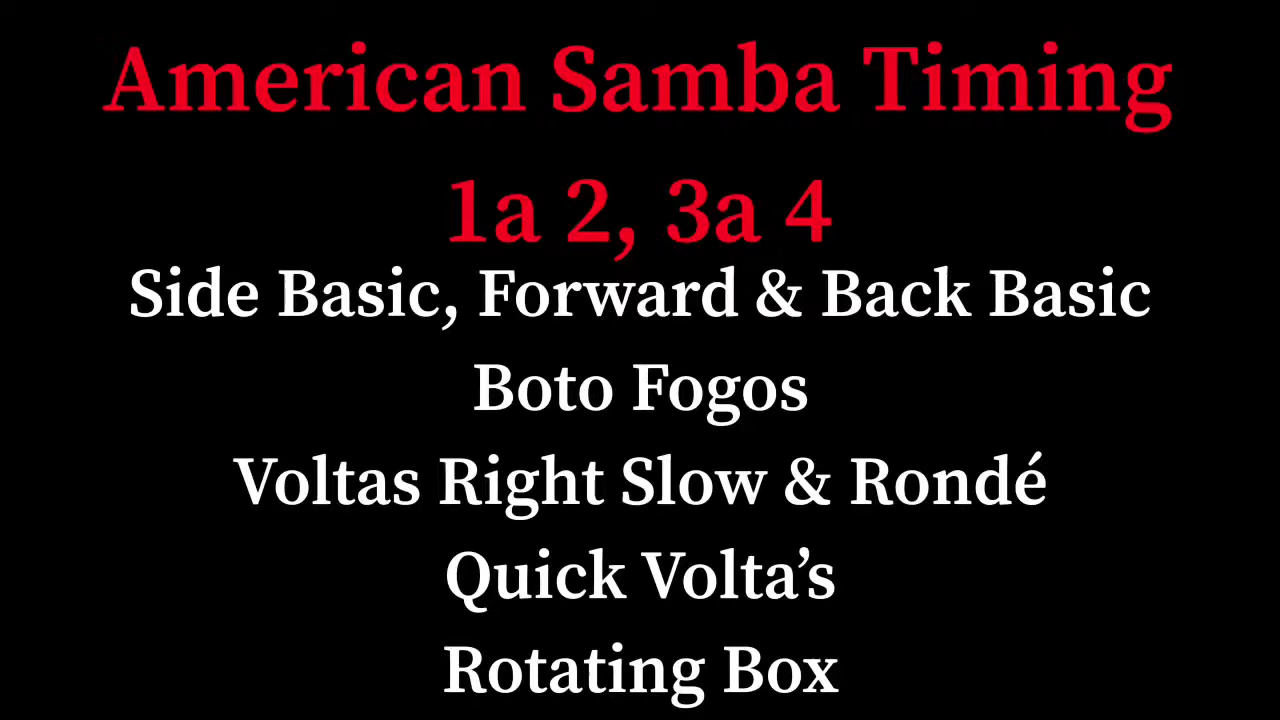 American Samba Timing
1a 2, 3a 4
Side Basic, Forward & Back Basic
Boto Fogos
Voltas Right Slow & Rondé
Quick Volta’s
Rotating Box